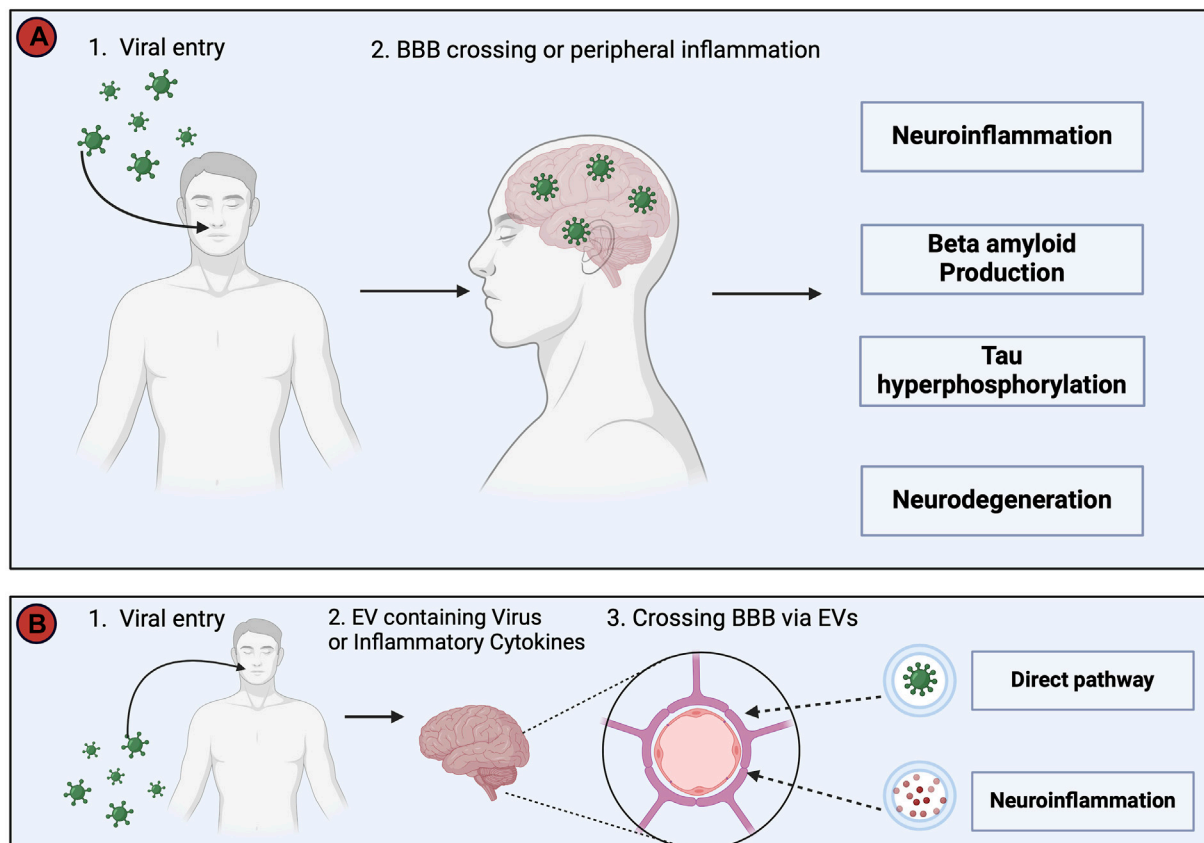 A
1. Viral entry
2. BBB crossing or peripheral inflammation
Neuroinflammation
Beta amyloid
Production
Tau
hyperphosphorylation
Neurodegeneration
B
1. Viral entry
2. EV containing Virus
or Inflammatory Cytokines
3. Crossing BBB via EVs
Direct pathway
Neuroinflammation